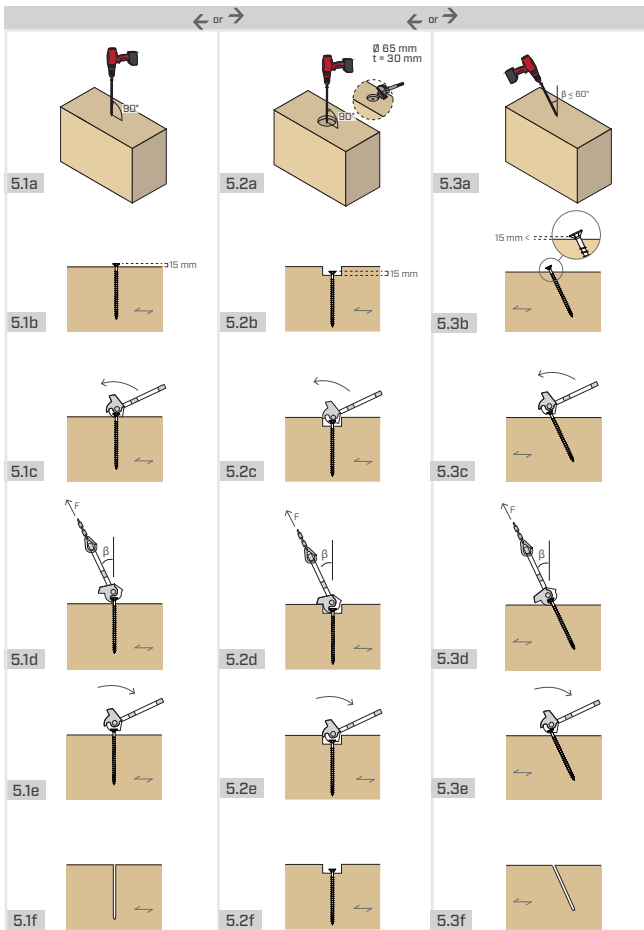 or
or
90°
5.1a
Ø 65 mm
t = 30 mm
90°
5.2a
β ≤ 60°
5.3a
15 mm
5.1b
15 mm
5.2b
15 mm <
5.3b
5.1c
5.2c
5.3c
F
β
5.1d
F
β
5.2d
F
β
5.3d
5.1e
5.2e
5.3e
5.1f
5.2f
5.3f